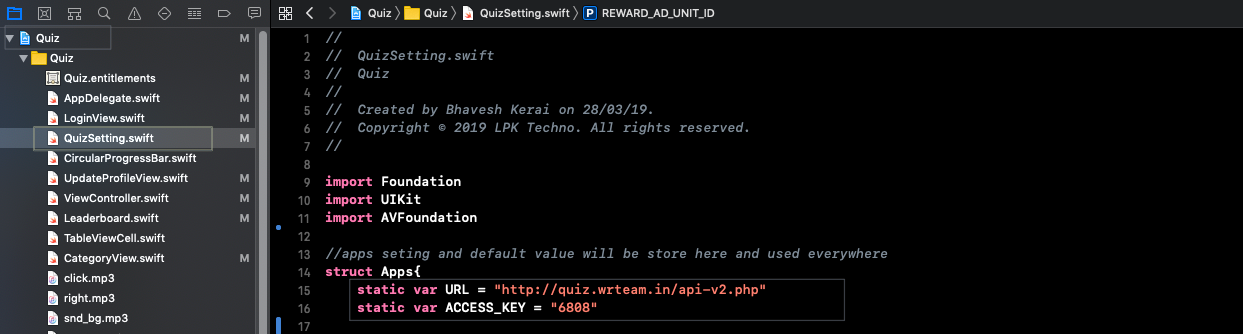 Quiz 〉 Quiz 〉 QuizSetting.swift 〉 P REWARD_AD_UNIT_ID
Quiz M
Quiz
Quiz.entitlements M
AppDelegate.swift M
LoginView.swift M
QuizSetting.swift M
CircularProgressBar.swift
UpdateProfileView.swift M
ViewController.swift M
Leaderboard.swift M
TableViewCell.swift
CategoryView.swift M
click.mp3
right.mp3
snd_bg.mp3
1 //
2 // QuizSetting.swift
3 // Quiz
4 //
5 // Created by Bhavesh Kerai on 28/03/19.
6 // Copyright © 2019 LPK Techno. All rights reserved.
7 //
8
9 import Foundation
10 import UIKit
11 import AVFoundation
12
13 //apps seting and default value will be store here and used everywhere
14 struct Apps{
15 static var URL = "http://quiz.wrteam.in/api-v2.php"
16 static var ACCESS_KEY = "6808"
17